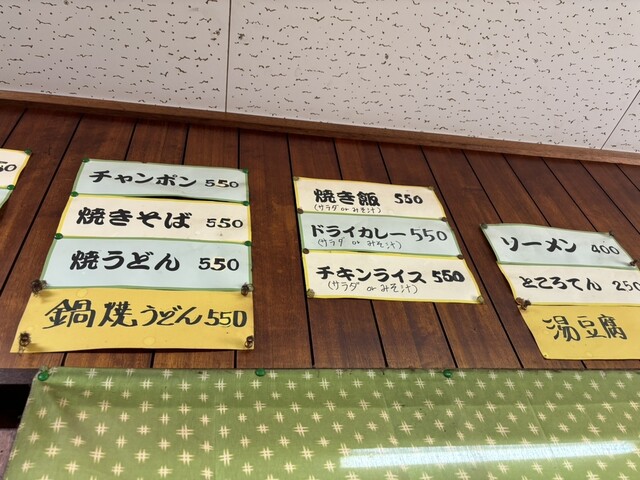 チャンポン 550
焼きそば 550
焼うどん 550
鍋焼うどん 550
焼き飯 550
(サラダ or みそ汁)
ドライカレー 550
(サラダ or みそ汁)
チキンライス 550
(サラダ or みそ汁)
ソーメン 400
ところてん 250
湯豆腐